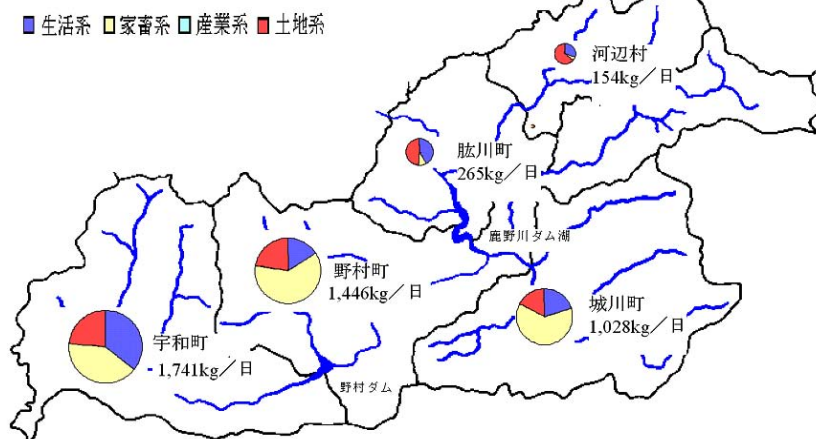 生活系 家畜系 産業系 土地系
河辺村
154kg／日
肱川町
265kg／日
鹿野川ダム湖
野村町
1,446kg／日
城川町
1,028kg／日
宇和町
1,741kg／日
野村ダム